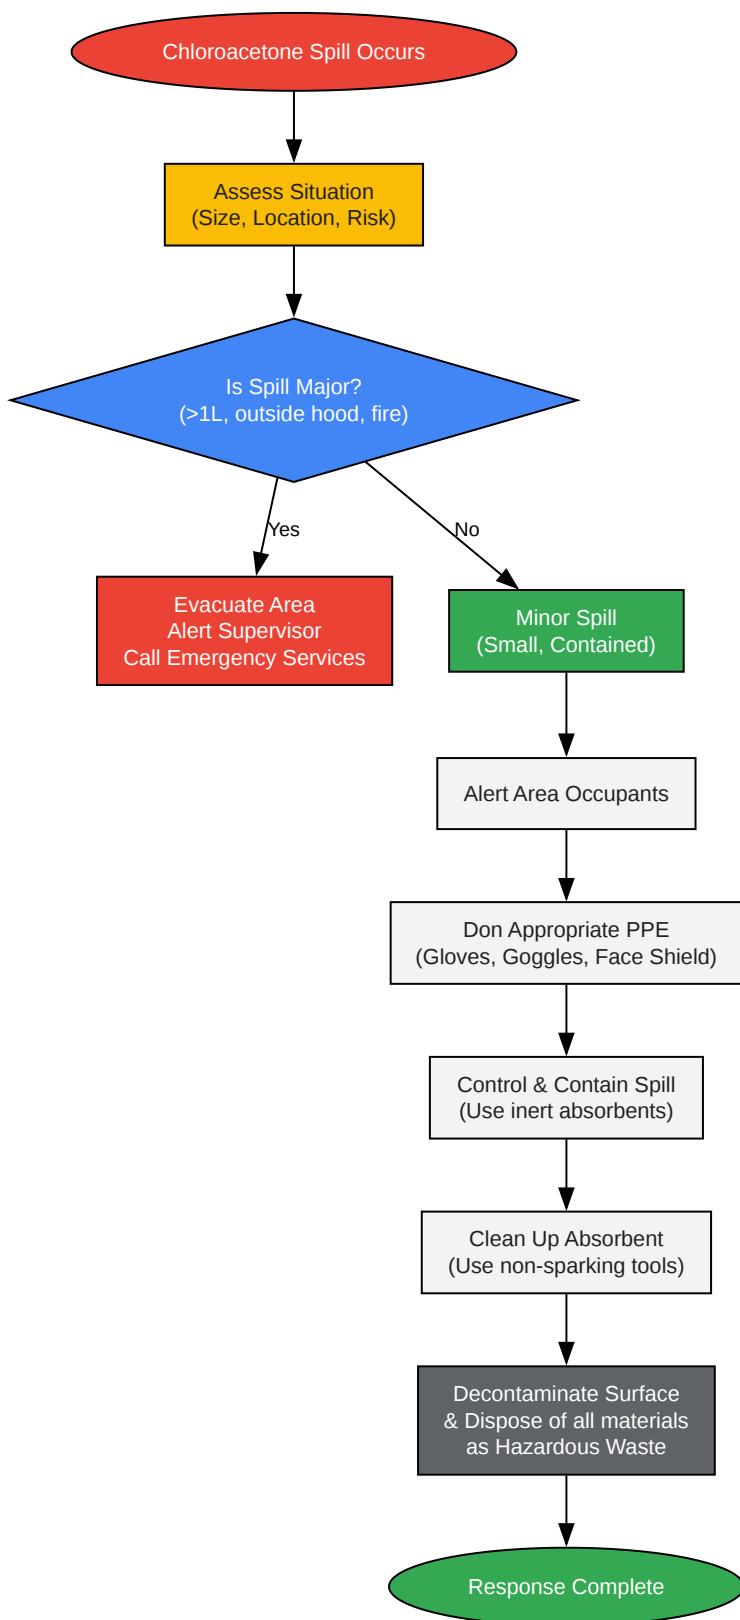 Chloroacetone Spill Occurs
Assess Situation
(Size, Location, Risk)
Is Spill Major?
(>1L, outside hood, fire)
Yes
No
Evacuate Area
Alert Supervisor
Call Emergency Services
Minor Spill
(Small, Contained)
Alert Area Occupants
Don Appropriate PPE
(Gloves, Goggles, Face Shield)
Control & Contain Spill
(Use inert absorbents)
Clean Up Absorbent
(Use non-sparking tools)
Decontaminate Surface
& Dispose of all materials
as Hazardous Waste
Response Complete